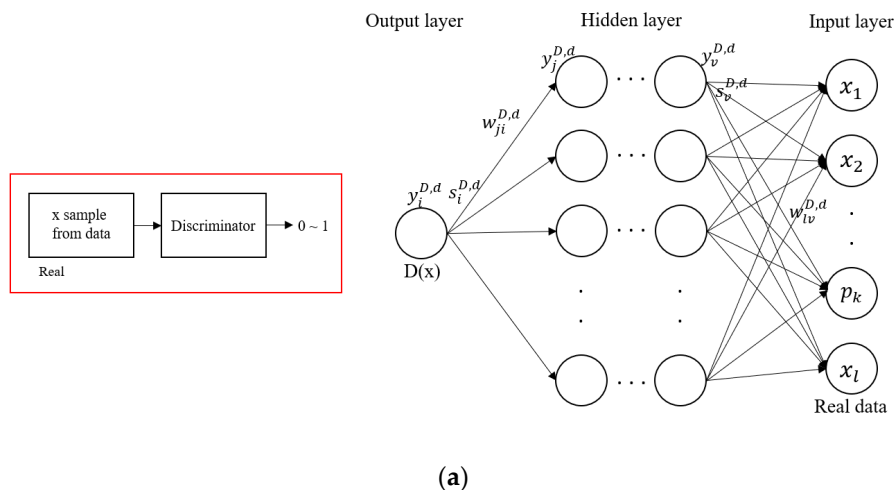 Output layer
Hidden layer
Input layer
y_j^{D,d}
y_v^{D,d}
s_v^{D,d}
x_1
w_{ji}^{D,d}
x_2
y_i^{D,d} s_i^{D,d}
w_{lv}^{D,d}
x sample
from data
Discriminator
0 ~ 1
Real
D(x)
p_k
x_l
Real data
(a)